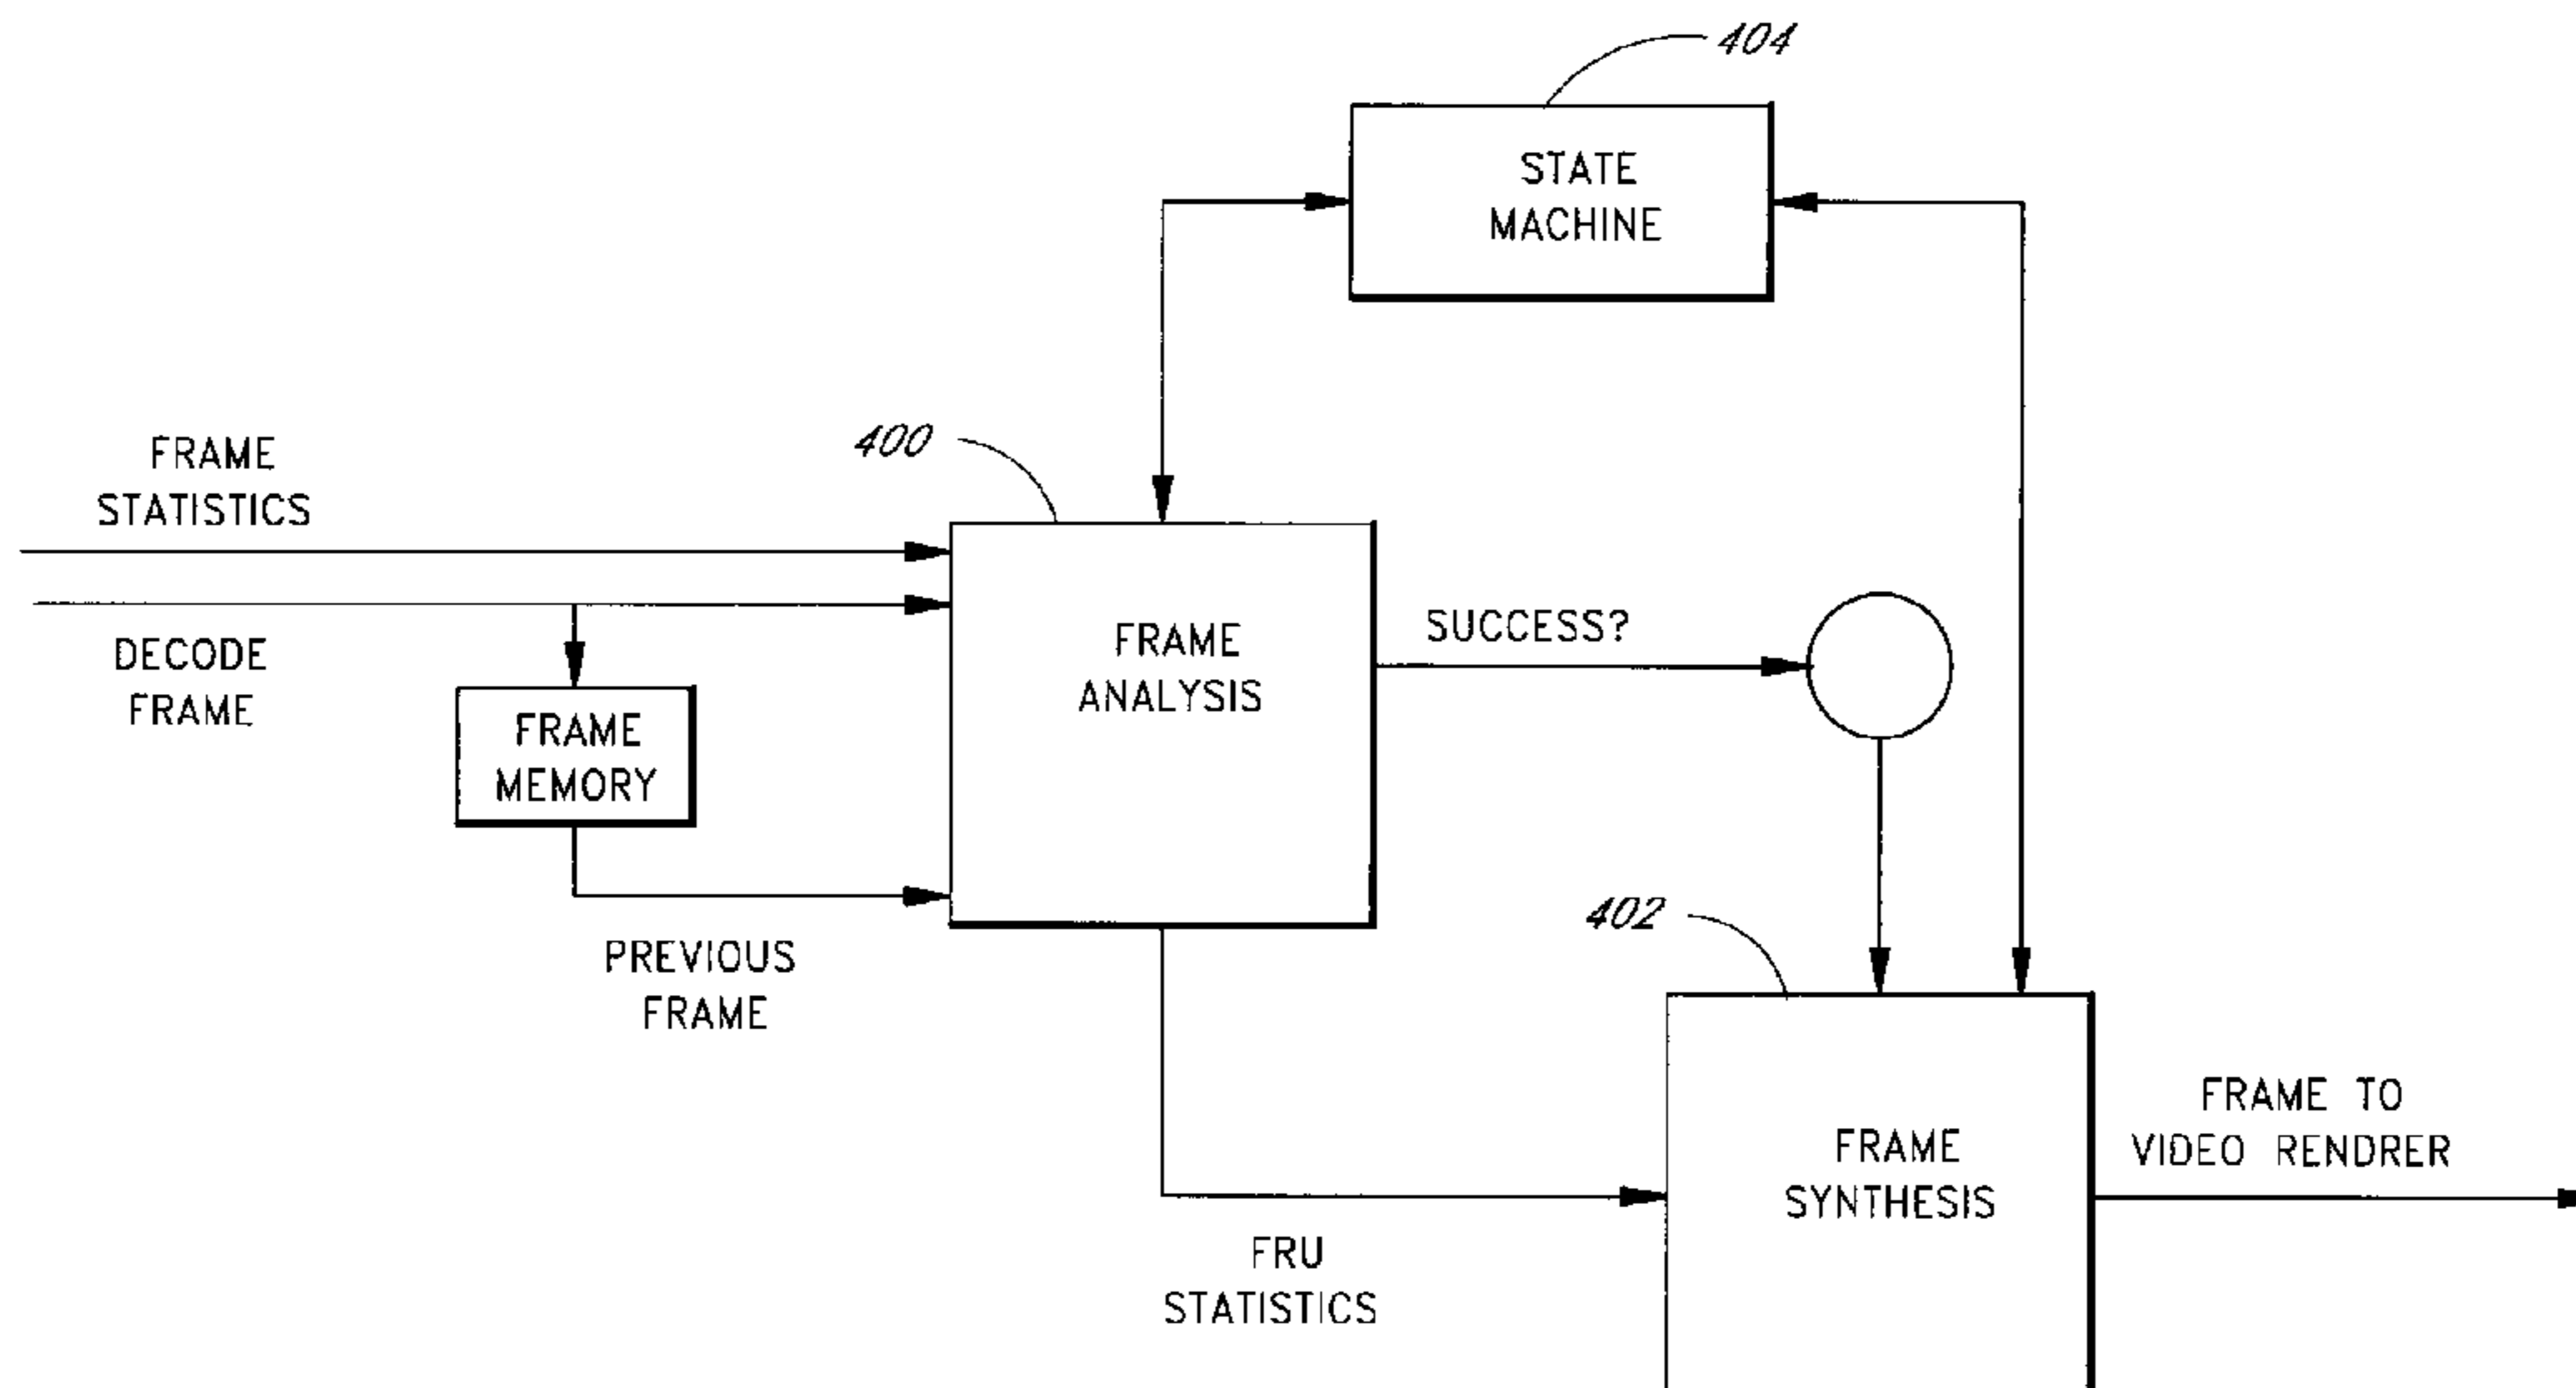 404
STATE
MACHINE
400
FRAME
STATISTICS
DECODE
FRAME
FRAME
MEMORY
FRAME
ANALYSIS
SUCCESS?
PREVIOUS
FRAME
402
FRU
STATISTICS
FRAME
SYNTHESIS
FRAME TO
VIDEO RENDRER